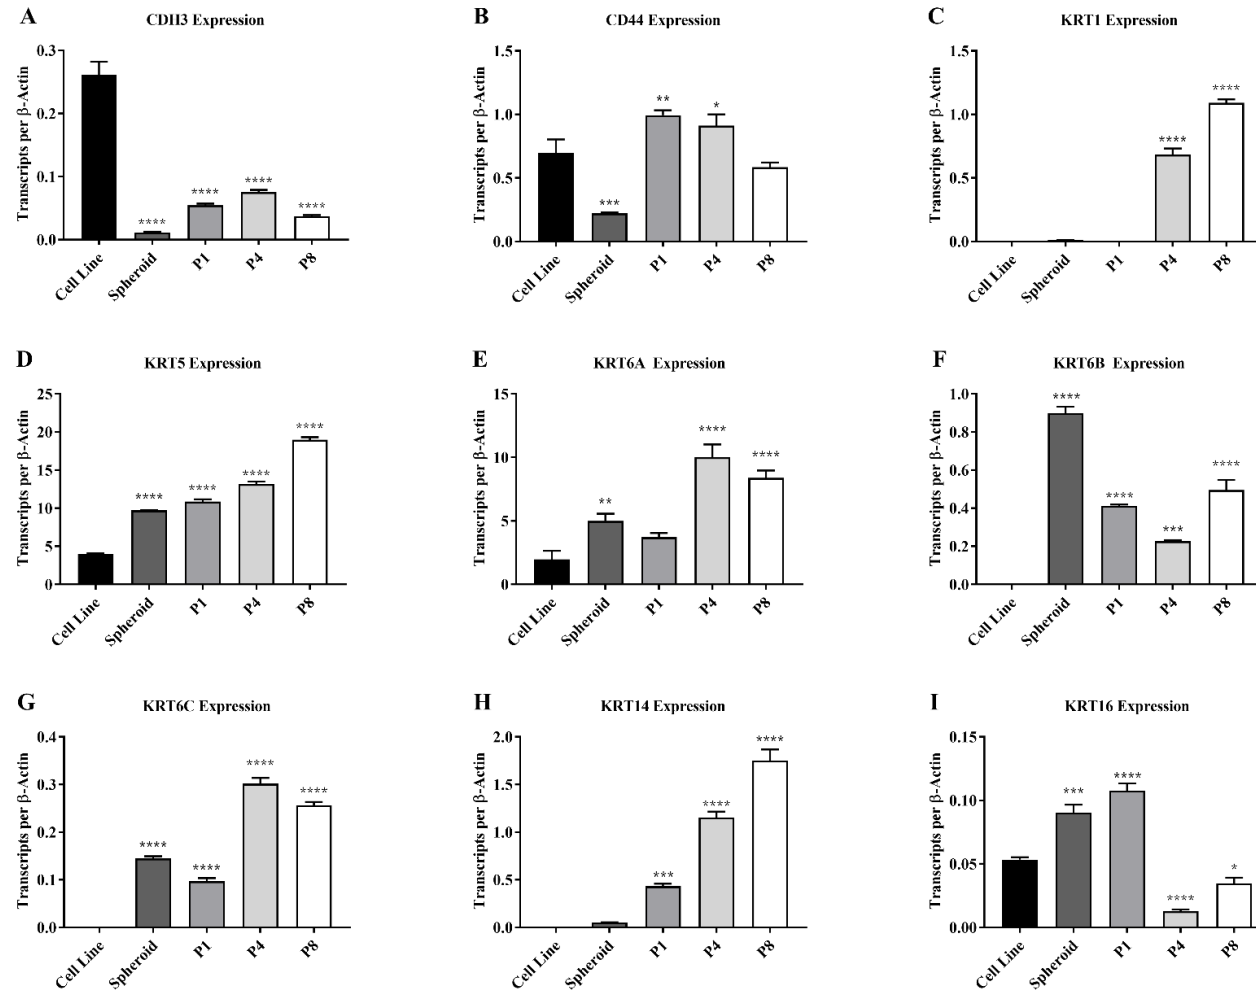 A
CDH3 Expression
Transcripts per β-Actin
0.3
0.2
0.1
0.0
****
****
****
****
Cell Line
Spheroid
P1
P4
P8
B
CD44 Expression
Transcripts per β-Actin
1.5
1.0
0.5
0.0
***
**
*
Cell Line
Spheroid
P1
P4
P8
C
KRT1 Expression
Transcripts per β-Actin
1.5
1.0
0.5
0.0
****
****
Cell Line
Spheroid
P1
P4
P8
D
KRT5 Expression
Transcripts per β-Actin
25
20
15
10
5
0
****
****
****
****
Cell Line
Spheroid
P1
P4
P8
E
KRT6A Expression
Transcripts per β-Actin
15
10
5
0
**
****
****
Cell Line
Spheroid
P1
P4
P8
F
KRT6B Expression
Transcripts per β-Actin
1.0
0.8
0.6
0.4
0.2
0.0
****
****
***
****
Cell Line
Spheroid
P1
P4
P8
G
KRT6C Expression
Transcripts per β-Actin
0.4
0.3
0.2
0.1
0.0
****
****
****
****
Cell Line
Spheroid
P1
P4
P8
H
KRT14 Expression
Transcripts per β-Actin
2.0
1.5
1.0
0.5
0.0
***
****
****
Cell Line
Spheroid
P1
P4
P8
I
KRT16 Expression
Transcripts per β-Actin
0.15
0.10
0.05
0.00
***
****
****
*
Cell Line
Spheroid
P1
P4
P8